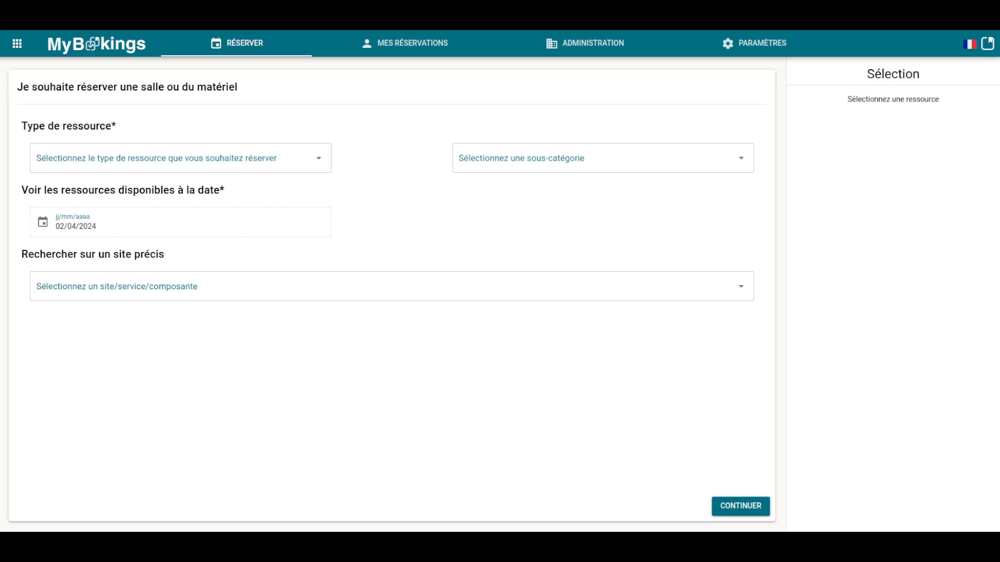 MyBookings
RÉSERVER
MES RÉSERVATIONS
ADMINISTRATION
PARAMÈTRES
Je souhaite réserver une salle ou du matériel
Type de ressource*
Sélectionnez le type de ressource que vous souhaitez réserver
Sélectionnez une sous-catégorie
Voir les ressources disponibles à la date*
jj/mm/aaaa
02/04/2024
Rechercher sur un site précis
Sélectionnez un site/service/composante
CONTINUER
Sélection
Sélectionnez une ressource